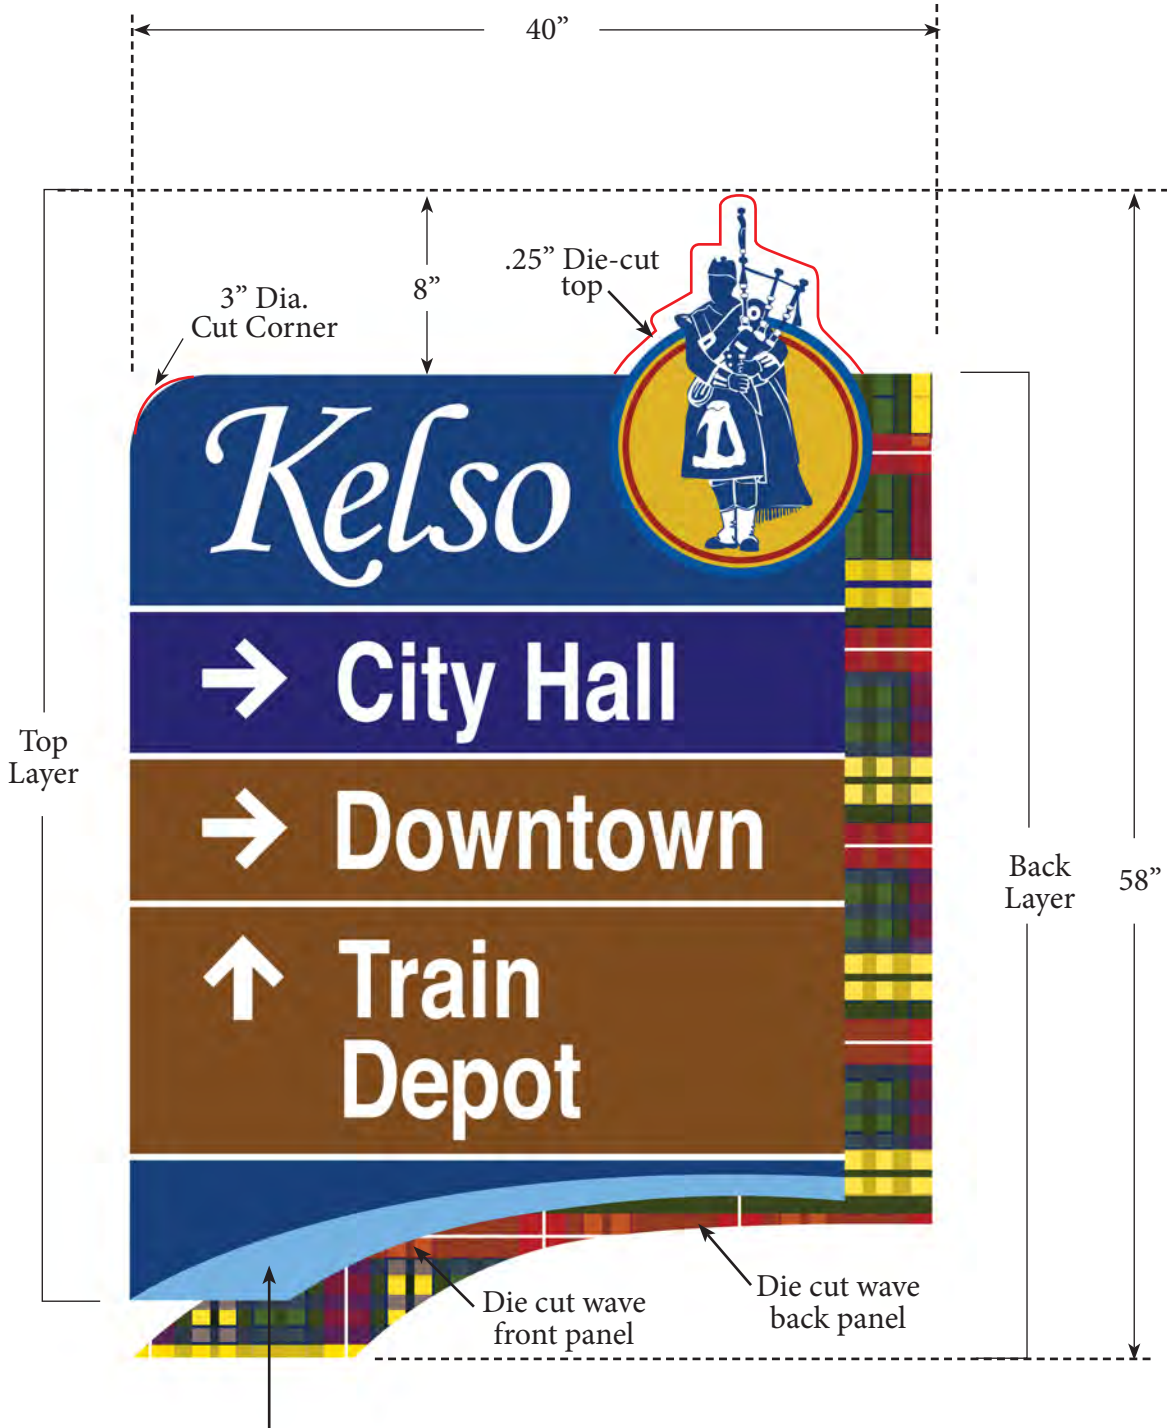 40”
8”
.25” Die-cut
top
3” Dia.
Cut Corner
Kelso
→ City Hall
→ Downtown
↑ Train
Depot
Top
Layer
Back
Layer
58”
Die cut wave
front panel
Die cut wave
back panel